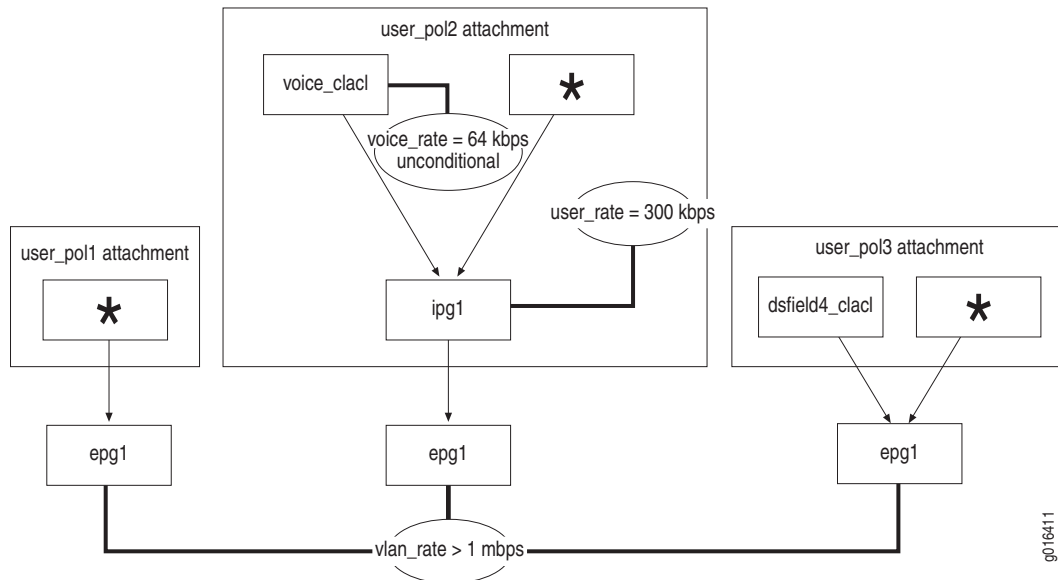 user_pol2 attachment
voice_clacl
*
voice_rate = 64 kbps
unconditional
user_rate = 300 kbps
user_pol1 attachment
*
ipg1
user_pol3 attachment
dsfield4_clacl
*
epg1
epg1
epg1
vlan_rate > 1 mbps
g016411